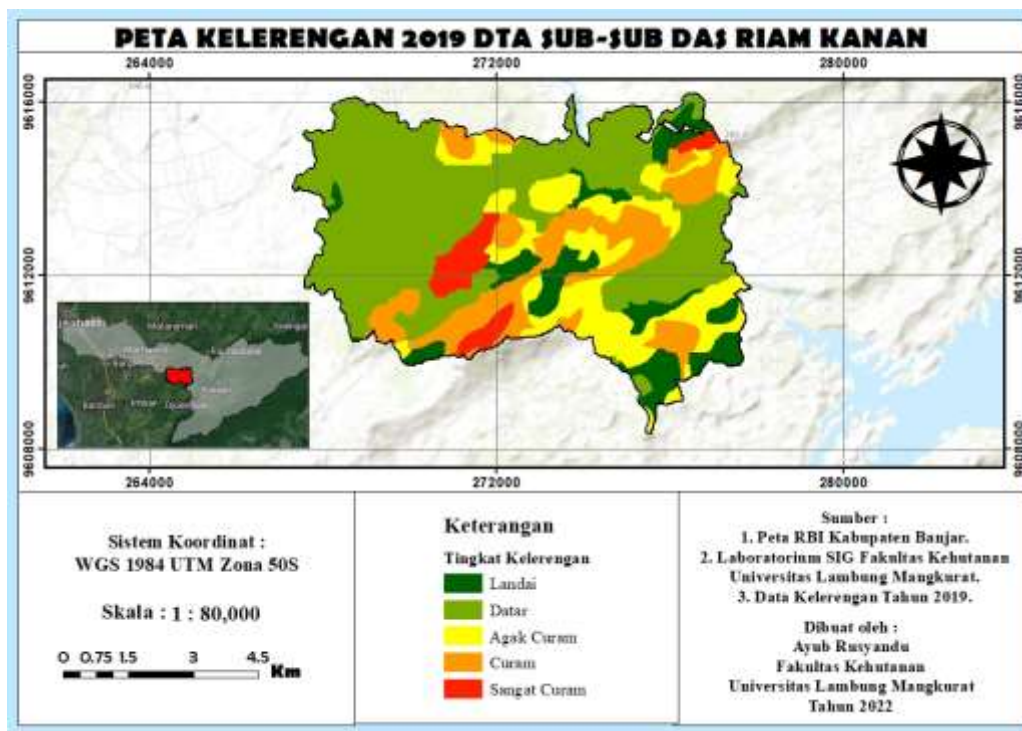 PETA KELERENGAN 2019 DTA SUB-SUB DAS RIAM KANAN
264000
272000
280000
9616000
9616000
9612000
9612000
9608000
9608000
264000
272000
280000
Mataraman
Sistem Koordinat :
WGS 1984 UTM Zona 50S
Skala : 1 : 80,000
0 0.75 1.5 3 4.5
Km
Keterangan
Tingkat Kelerengan
Landai
Datar
Agak Curam
Curam
Sangat Curam
Sumber :
1. Peta RBI Kabupaten Banjar.
2. Laboratorium SIG Fakultas Kehutanan
Universitas Lambung Mangkurat.
3. Data Kelerengan Tahun 2019.
Dibuat oleh :
Ayub Rusyandu
Fakultas Kehutanan
Universitas Lambung Mangkurat
Tahun 2022